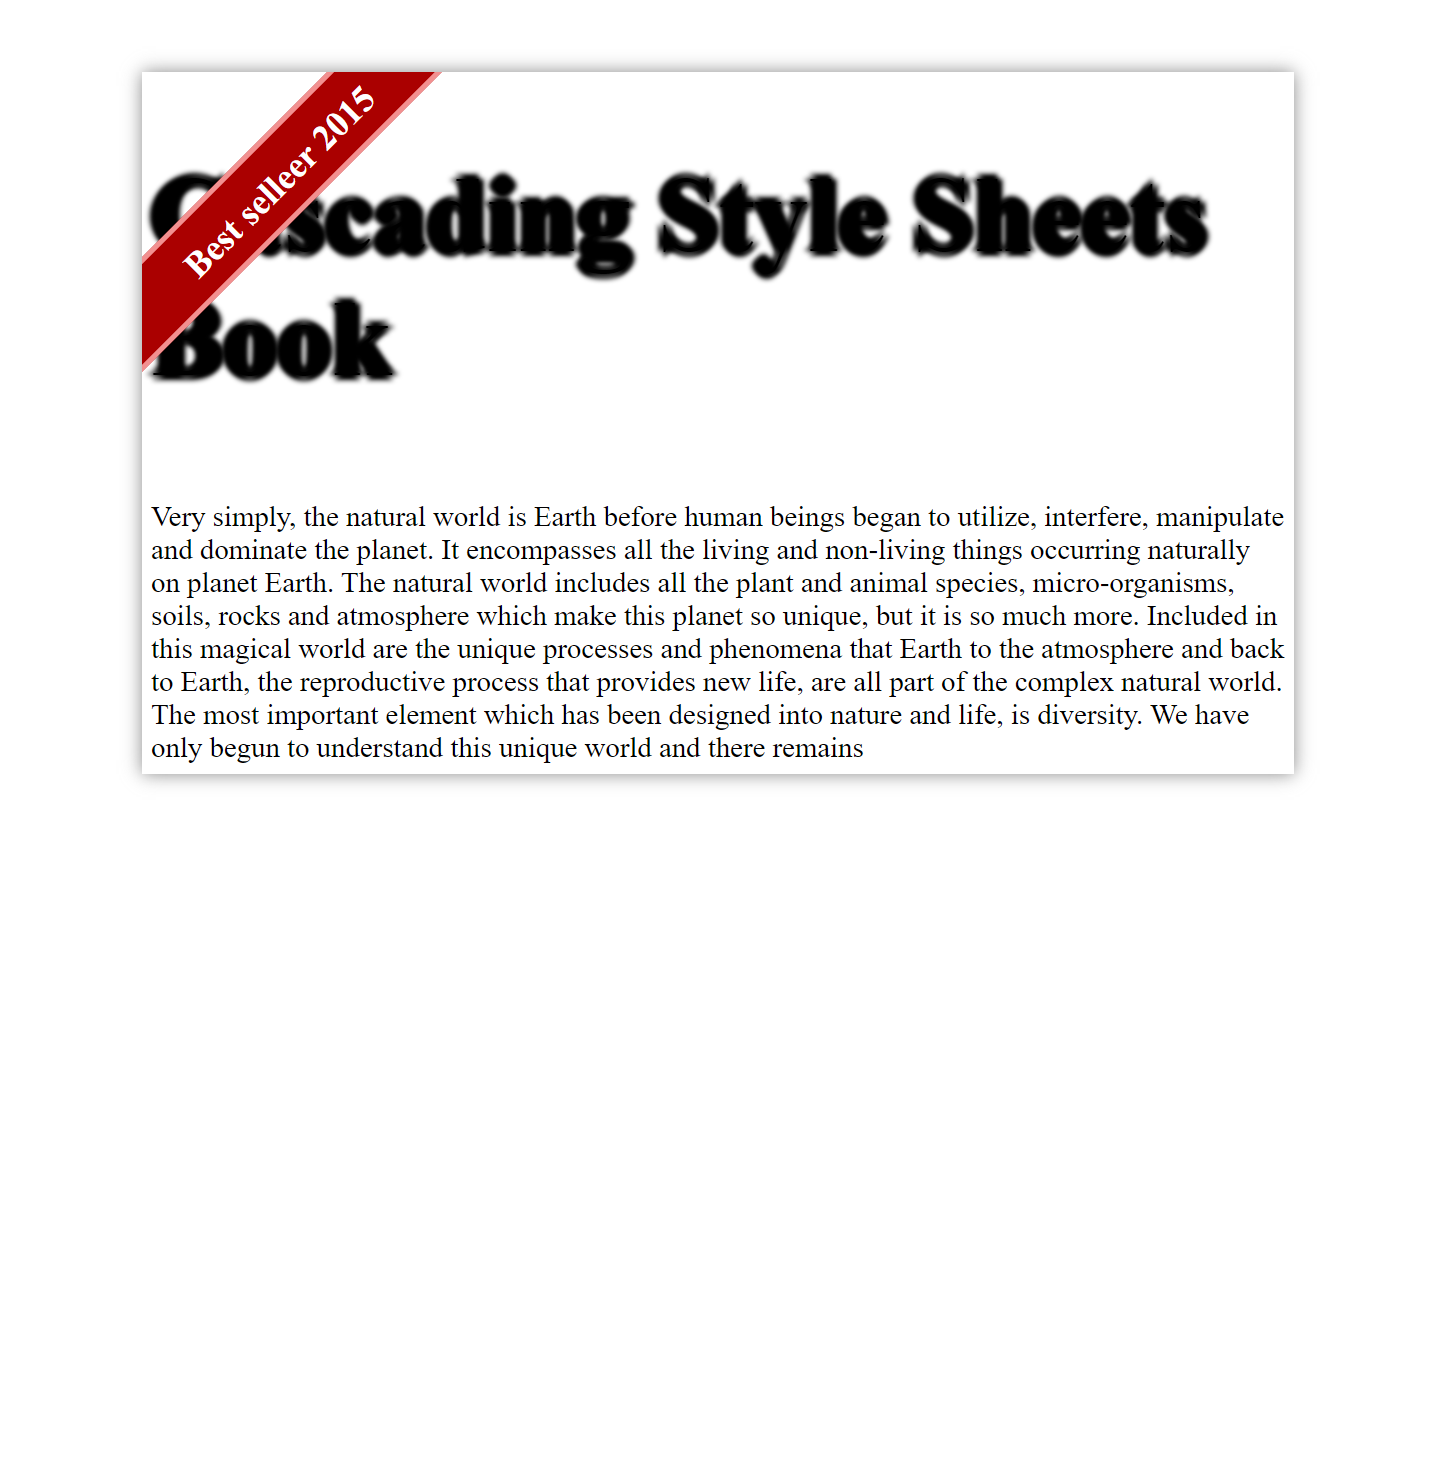 Best selleer 2015
Cascading Style Sheets
Book
Very simply, the natural world is Earth before human beings began to utilize, interfere, manipulate
and dominate the planet. It encompasses all the living and non-living things occurring naturally
on planet Earth. The natural world includes all the plant and animal species, micro-organisms,
soils, rocks and atmosphere which make this planet so unique, but it is so much more. Included in
this magical world are the unique processes and phenomena that Earth to the atmosphere and back
to Earth, the reproductive process that provides new life, are all part of the complex natural world.
The most important element which has been designed into nature and life, is diversity. We have
only begun to understand this unique world and there remains